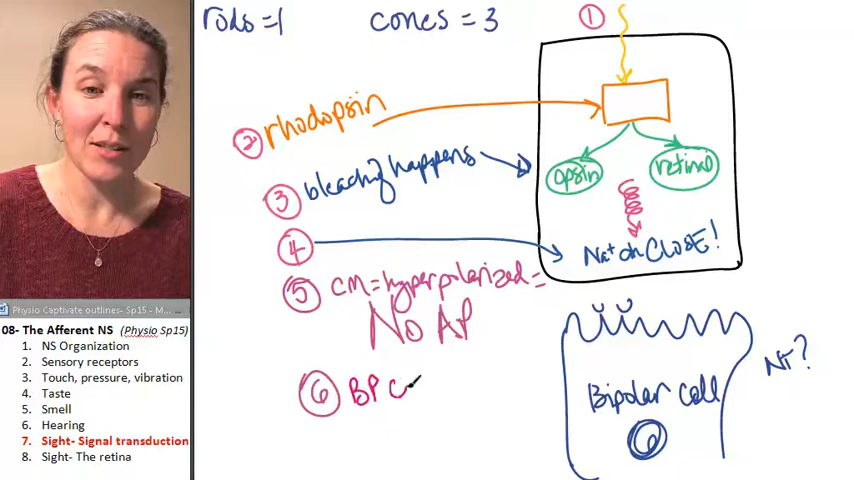 rods = 1 cones = 3
①
② rhodopsin
③ bleaching happens
opsin retinal
④ Na+ ch CLOSE!
⑤ CM = hyperpolarized =
No AP
⑥ BP C
Bipolar cell
6
NT?
Physio Captivate outlines- Sp15 [Compatibility... - M...
08- The Afferent NS (Physio Sp15)
1. NS Organization
2. Sensory receptors
3. Touch, pressure, vibration
4. Taste
5. Smell
6. Hearing
7. Sight- Signal transduction
8. Sight- The retina